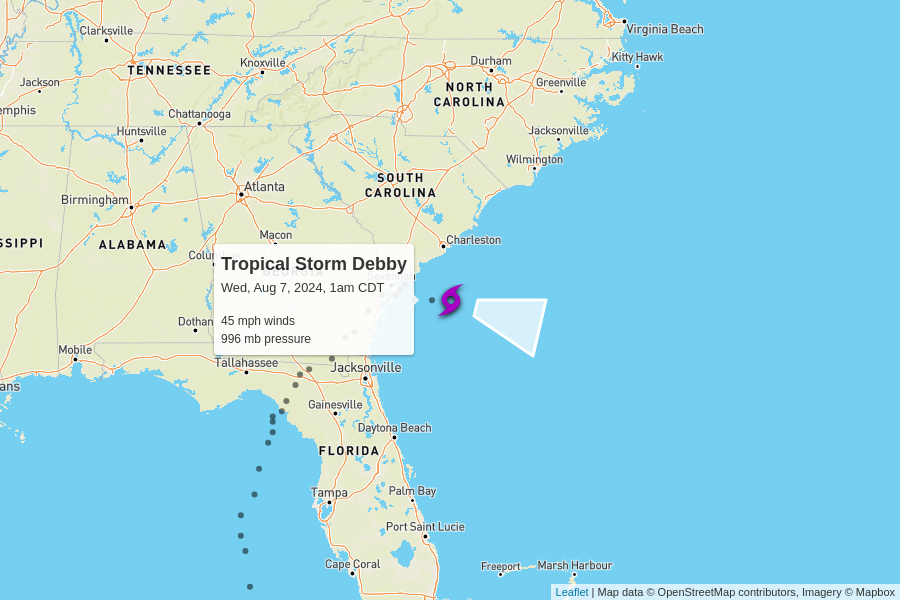 Clarksville
Virginia Beach
Kitty Hawk
Knoxville
Durham
TENNESSEE
Jackson
Greenville
NORTH
CAROLINA
emphis
Chattanooga
Huntsville
Jacksonville
Wilmington
SOUTH
CAROLINA
Atlanta
Birmingham
Macon
Charleston
SSIPPI
ALABAMA
Colu
Tropical Storm Debby
Wed, Aug 7, 2024, 1am CDT
45 mph winds
996 mb pressure
Dothan
Mobile
Tallahassee
Jacksonville
ans
Gainesville
Daytona Beach
FLORIDA
Tampa
Palm Bay
Port Saint Lucie
Cape Coral
Freeport
Marsh Harbour
Leaflet | Map data © OpenStreetMap contributors, Imagery © Mapbox